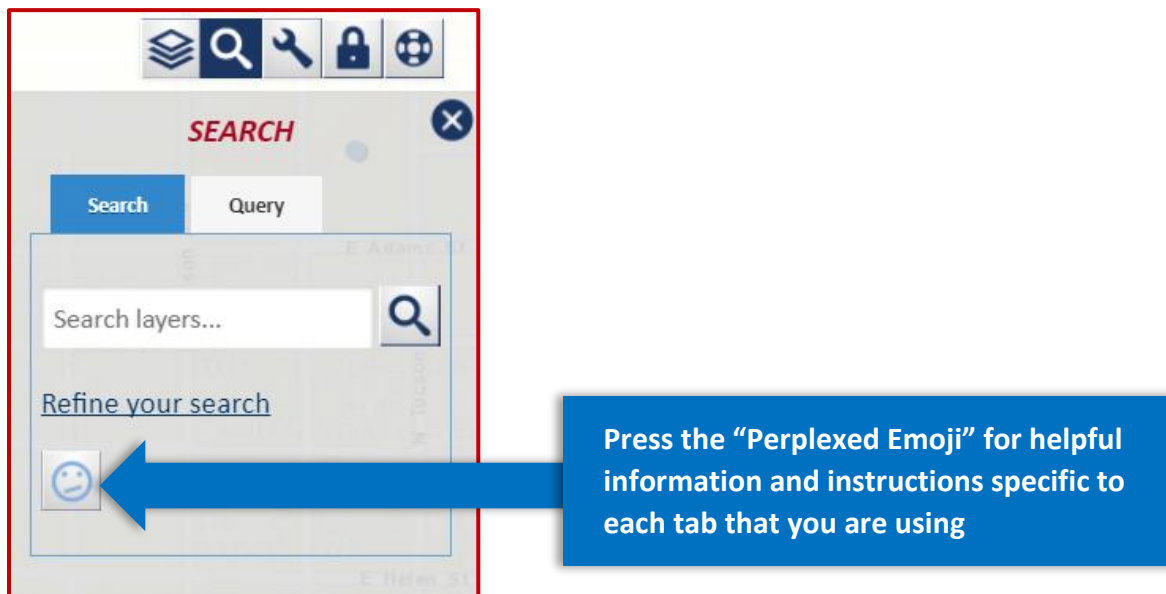 SEARCH
Search Query
E Adams St
Search layers...
N Tucson
Refine your search
Press the “Perplexed Emoji” for helpful
information and instructions specific to
each tab that you are using
E Helen St